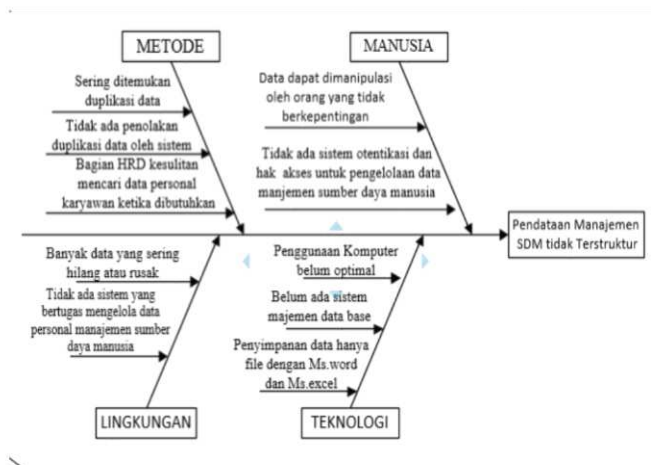 METODE
MANUSIA
Sering ditemukan
duplikasi data
Tidak ada penolakan
duplikasi data oleh sistem
Bagian HRD kesulitan
mencari data personal
karyawan ketika dibutuhkan
Data dapat dimanipulasi
oleh orang yang tidak
berkepentingan
Tidak ada sistem otentikasi dan
hak akses untuk pengelolaan data
manjemen sumber daya manusia
Pendataan Manajemen
SDM tidak Terstruktur
Banyak data yang sering
hilang atau rusak
Tidak ada sistem yang
bertugas mengelola data
personal manajemen sumber
daya manusia
Penggunaan Komputer
belum optimal
Belum ada sistem
majemen data base
Penyimpanan data hanya
file dengan Ms.word
dan Ms.excel
LINGKUNGAN
TEKNOLOGI